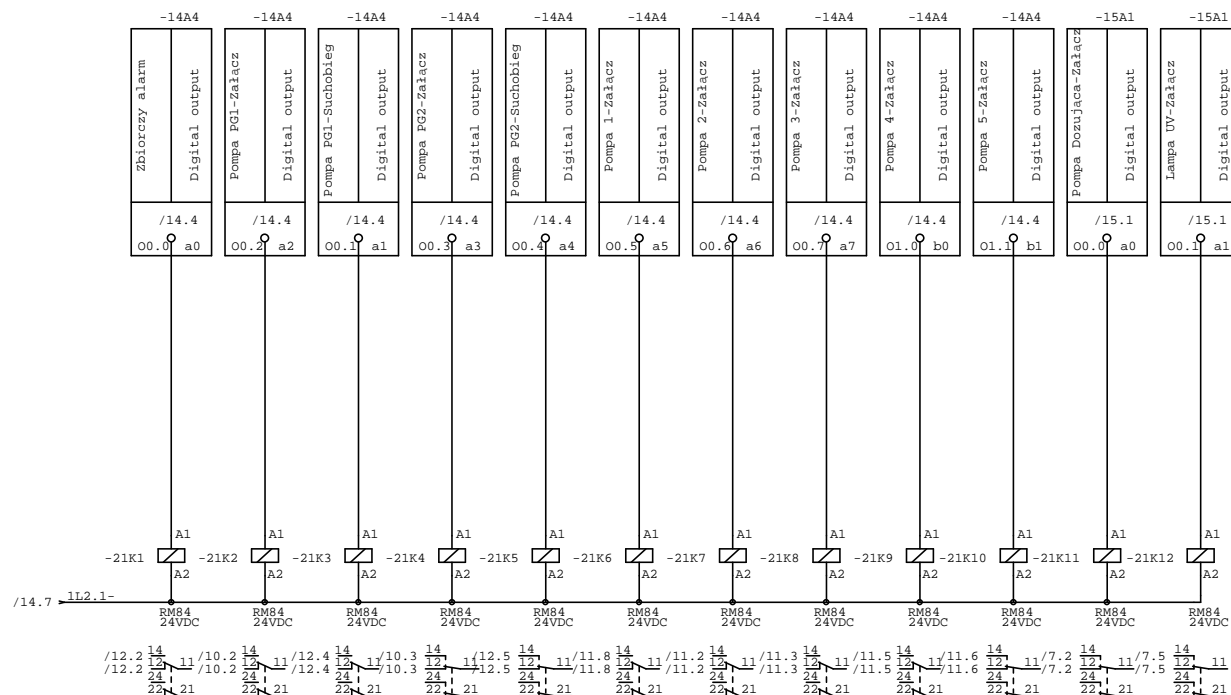 -14A4 -14A4 -14A4 -14A4 -14A4 -14A4 -14A4 -14A4 -14A4 -14A4 -15A1 -15A1
Zbiorczy alarm
Digital output
Pompa PG1-Załącz
Digital output
Pompa PG1-Suchobieg
Digital output
Pompa PG2-Załącz
Digital output
Pompa PG2-Suchobieg
Digital output
Pompa 1-Załącz
Digital output
Pompa 2-Załącz
Digital output
Pompa 3-Załącz
Digital output
Pompa 4-Załącz
Digital output
Pompa 5-Załącz
Digital output
Pompa Dozująca-Załącz
Digital output
Lampa UV-Załącz
Digital output
/14.4 /14.4 /14.4 /14.4 /14.4 /14.4 /14.4 /14.4 /14.4 /14.4 /15.1 /15.1
O0.0 a0 O0.2 a2 O0.1 a1 O0.3 a3 O0.4 a4 O0.5 a5 O0.6 a6 O0.7 a7 O1.0 b0 O1.1 b1 O0.0 a0 O0.1 a1
A1 A1 A1 A1 A1 A1 A1 A1 A1 A1 A1 A1
-21K1 -21K2 -21K3 -21K4 -21K5 -21K6 -21K7 -21K8 -21K9 -21K10 -21K11 -21K12
A2 A2 A2 A2 A2 A2 A2 A2 A2 A2 A2 A2
/14.7 1L2.1-
RM84 RM84 RM84 RM84 RM84 RM84 RM84 RM84 RM84 RM84 RM84 RM84
24VDC 24VDC 24VDC 24VDC 24VDC 24VDC 24VDC 24VDC 24VDC 24VDC 24VDC 24VDC
14 14 14 14 14 14 14 14 14 14 14 14
/12.2 /10.2 /12.4 /10.3 /12.5 /11.8 /11.2 /11.3 /11.5 /11.6 /7.2 /7.5
12 11 12 11 12 11 12 11 12 11 12 11 12 11 12 11 12 11 12 11 12 11 12 11
/12.2 /10.2 /12.4 /10.3 /12.5 /11.8 /11.2 /11.3 /11.5 /11.6 /7.2 /7.5
24 24 24 24 24 24 24 24 24 24 24 24
22 21 22 21 22 21 22 21 22 21 22 21 22 21 22 21 22 21 22 21 22 21 22 21